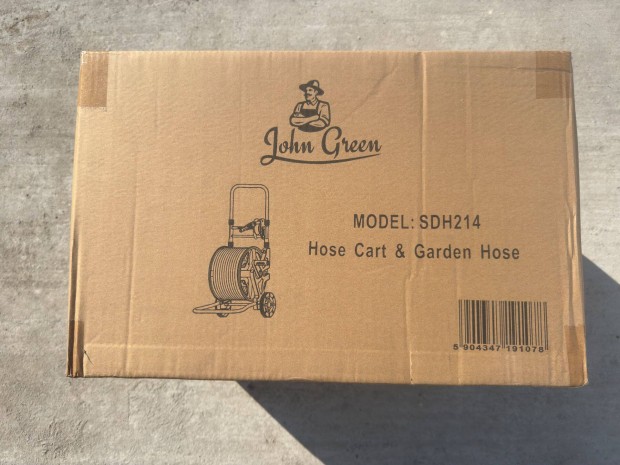 John Green
MODEL: SDH214
Hose Cart & Garden Hose
5 904347 191078